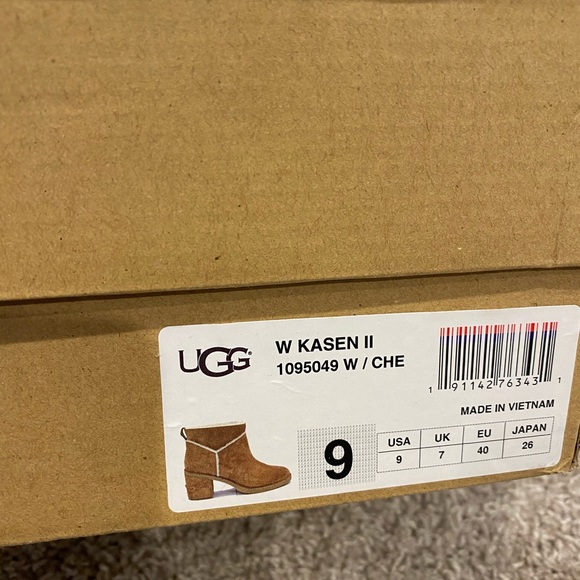 UGG®
W KASEN II
1095049 W / CHE
1 91142 76343 1
MADE IN VIETNAM
9
USA UK EU JAPAN
9 7 40 26